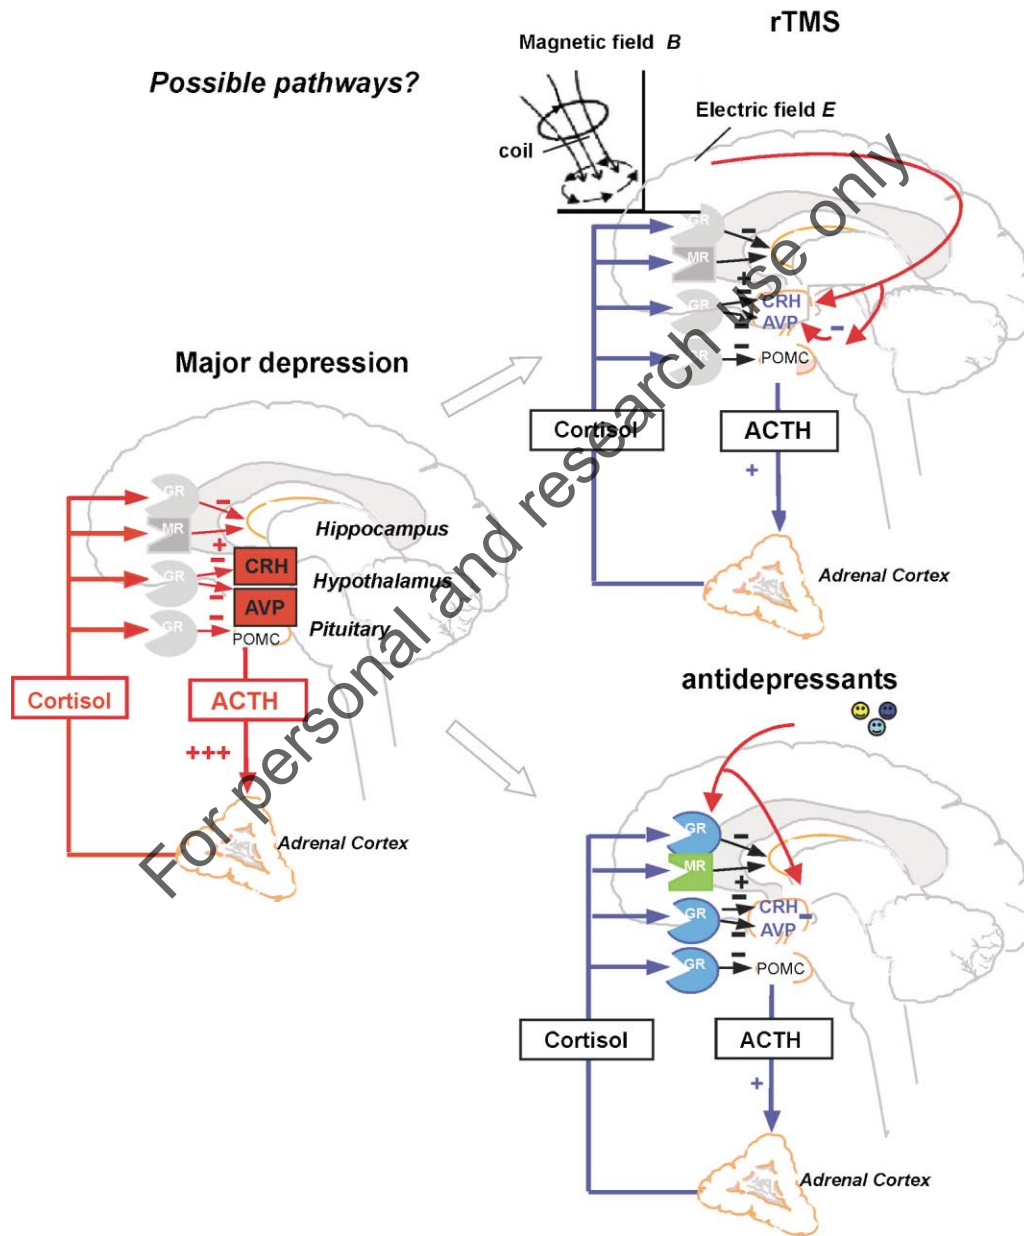 rTMS
Magnetic field B
Possible pathways?
Electric field E
coil
GR
MR
GR
CRH
AVP
GR
POMC
Cortisol
ACTH
+
Adrenal Cortex
Major depression
GR
MR
Hippocampus
CRH
GR
Hypothalamus
AVP
GR
POMC
Pituitary
Cortisol
ACTH
+++
Adrenal Cortex
antidepressants
GR
MR
GR
CRH
AVP
GR
POMC
Cortisol
ACTH
+
Adrenal Cortex
For personal and research use only